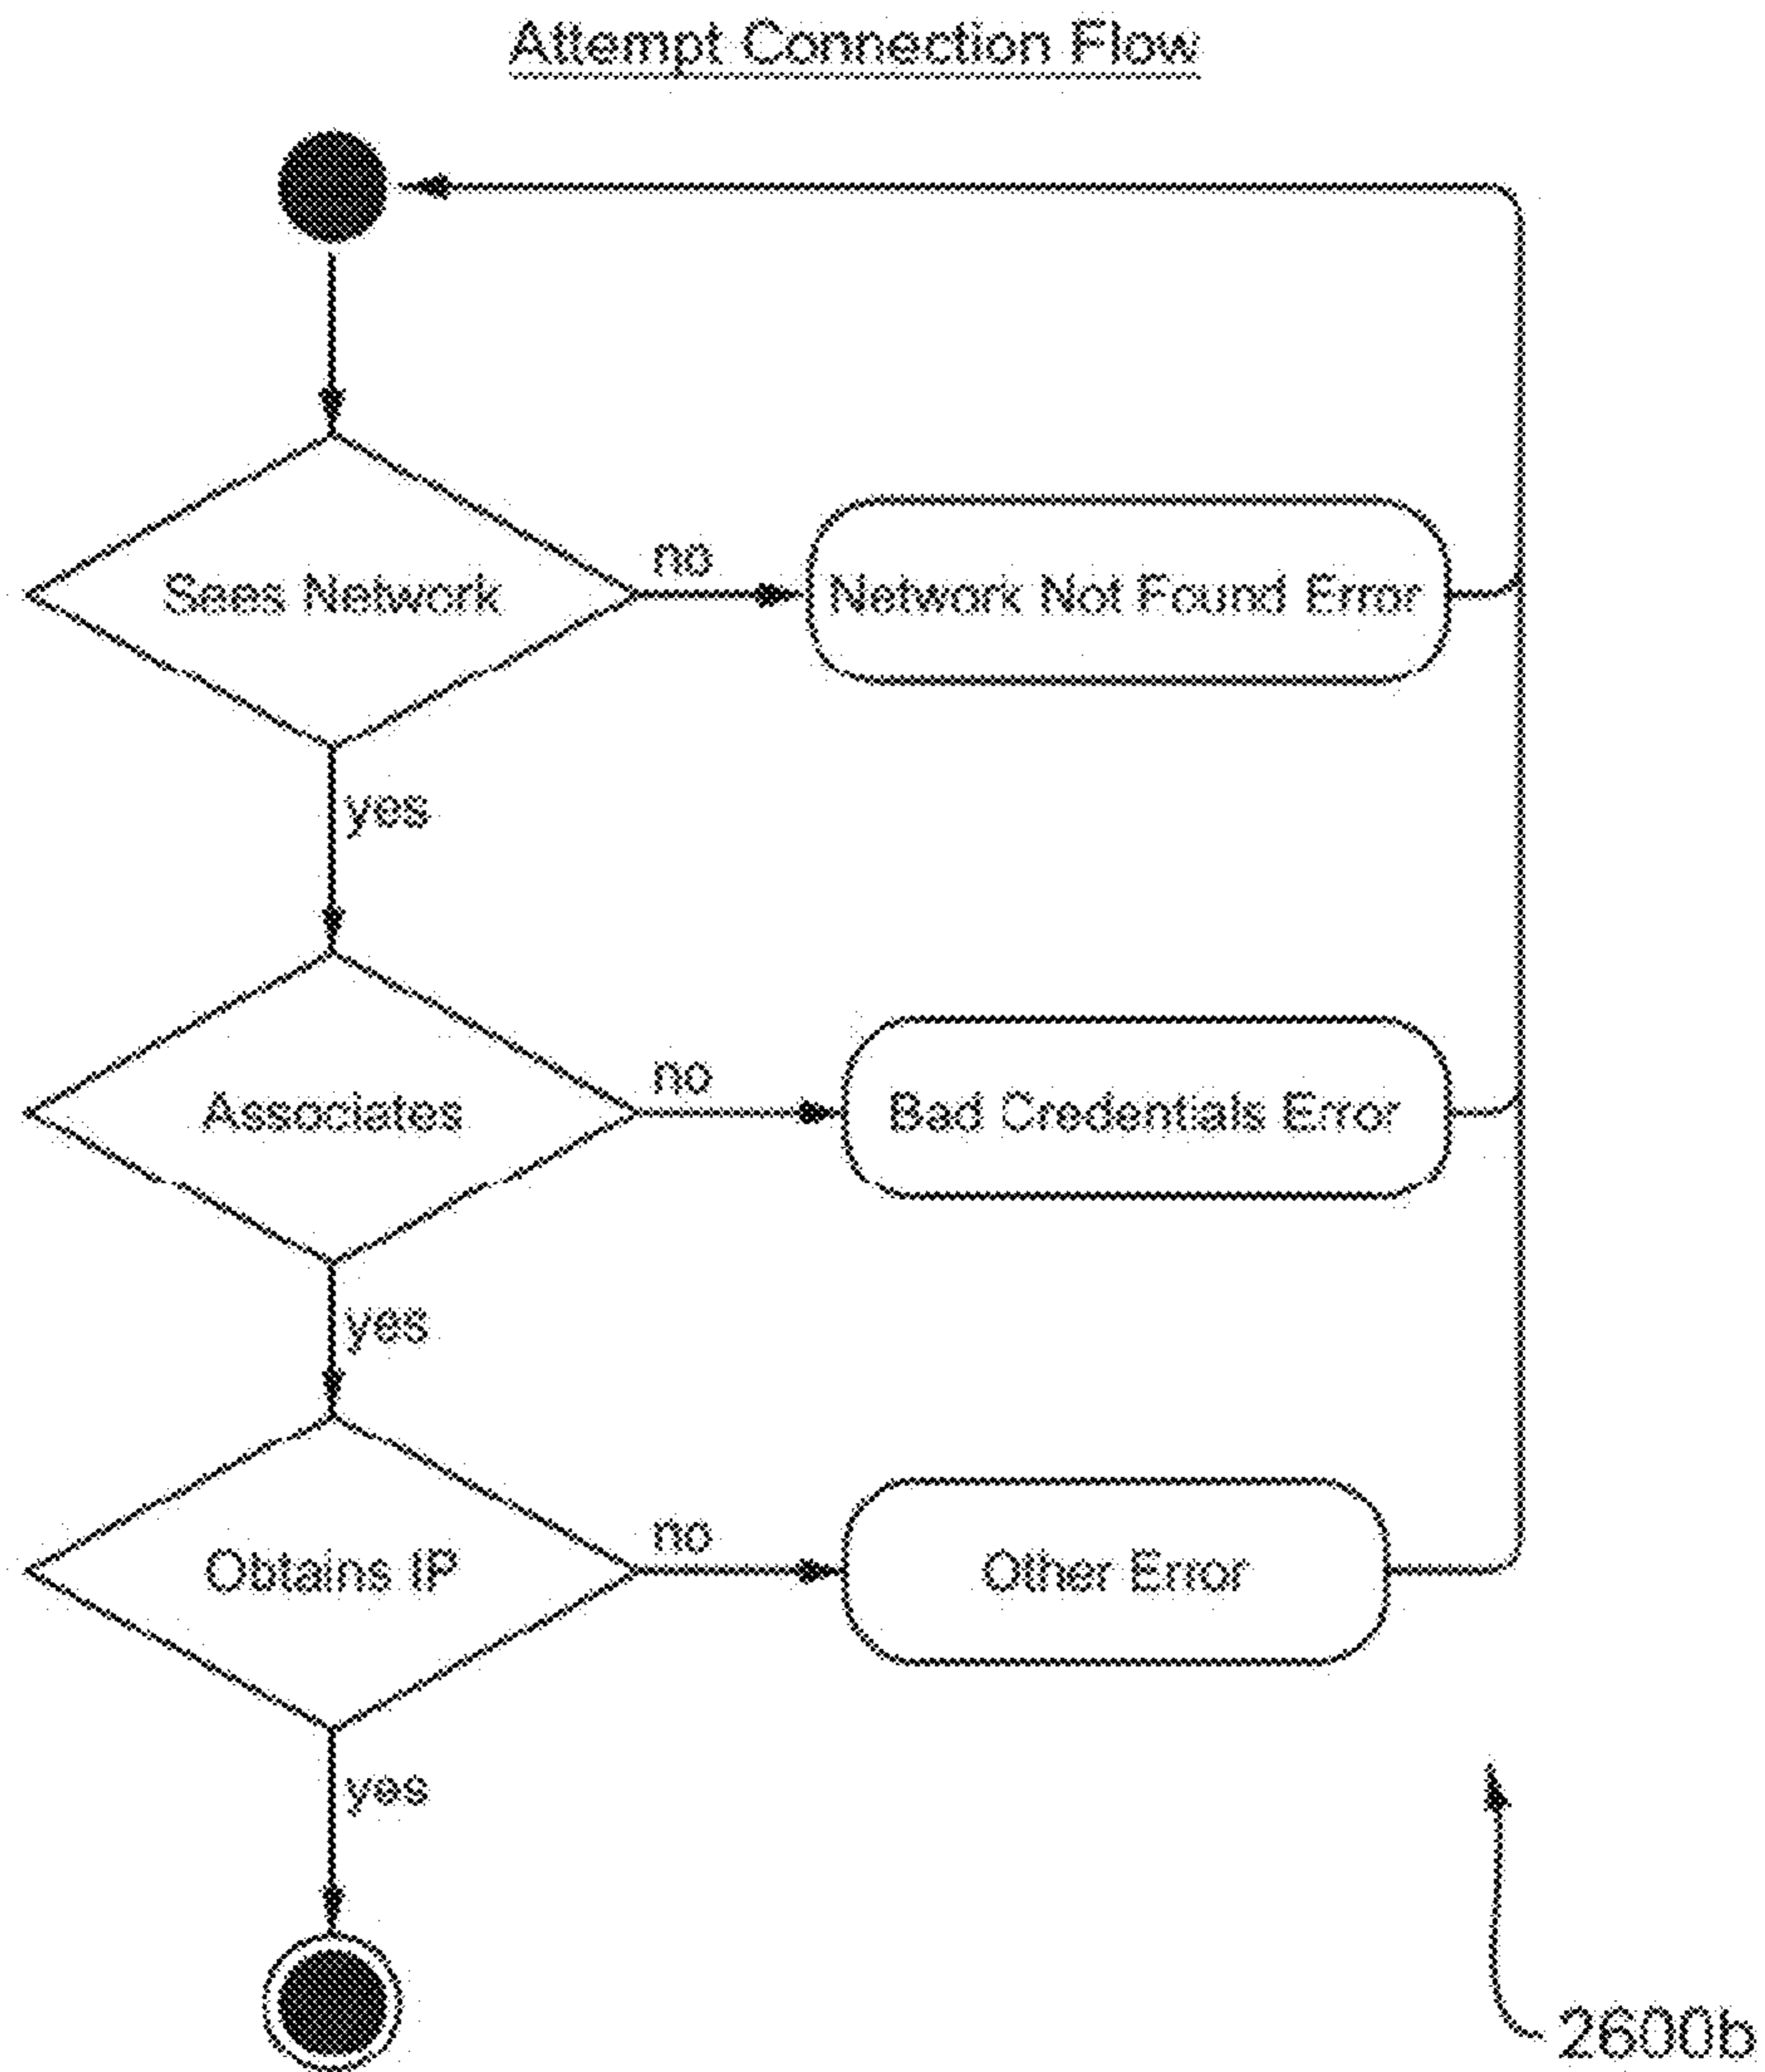 Attempt Connection Flow
Sees Network
no
Network Not Found Error
yes
Associates
no
Bad Credentials Error
yes
Obtains IP
no
Other Error
yes
2600b